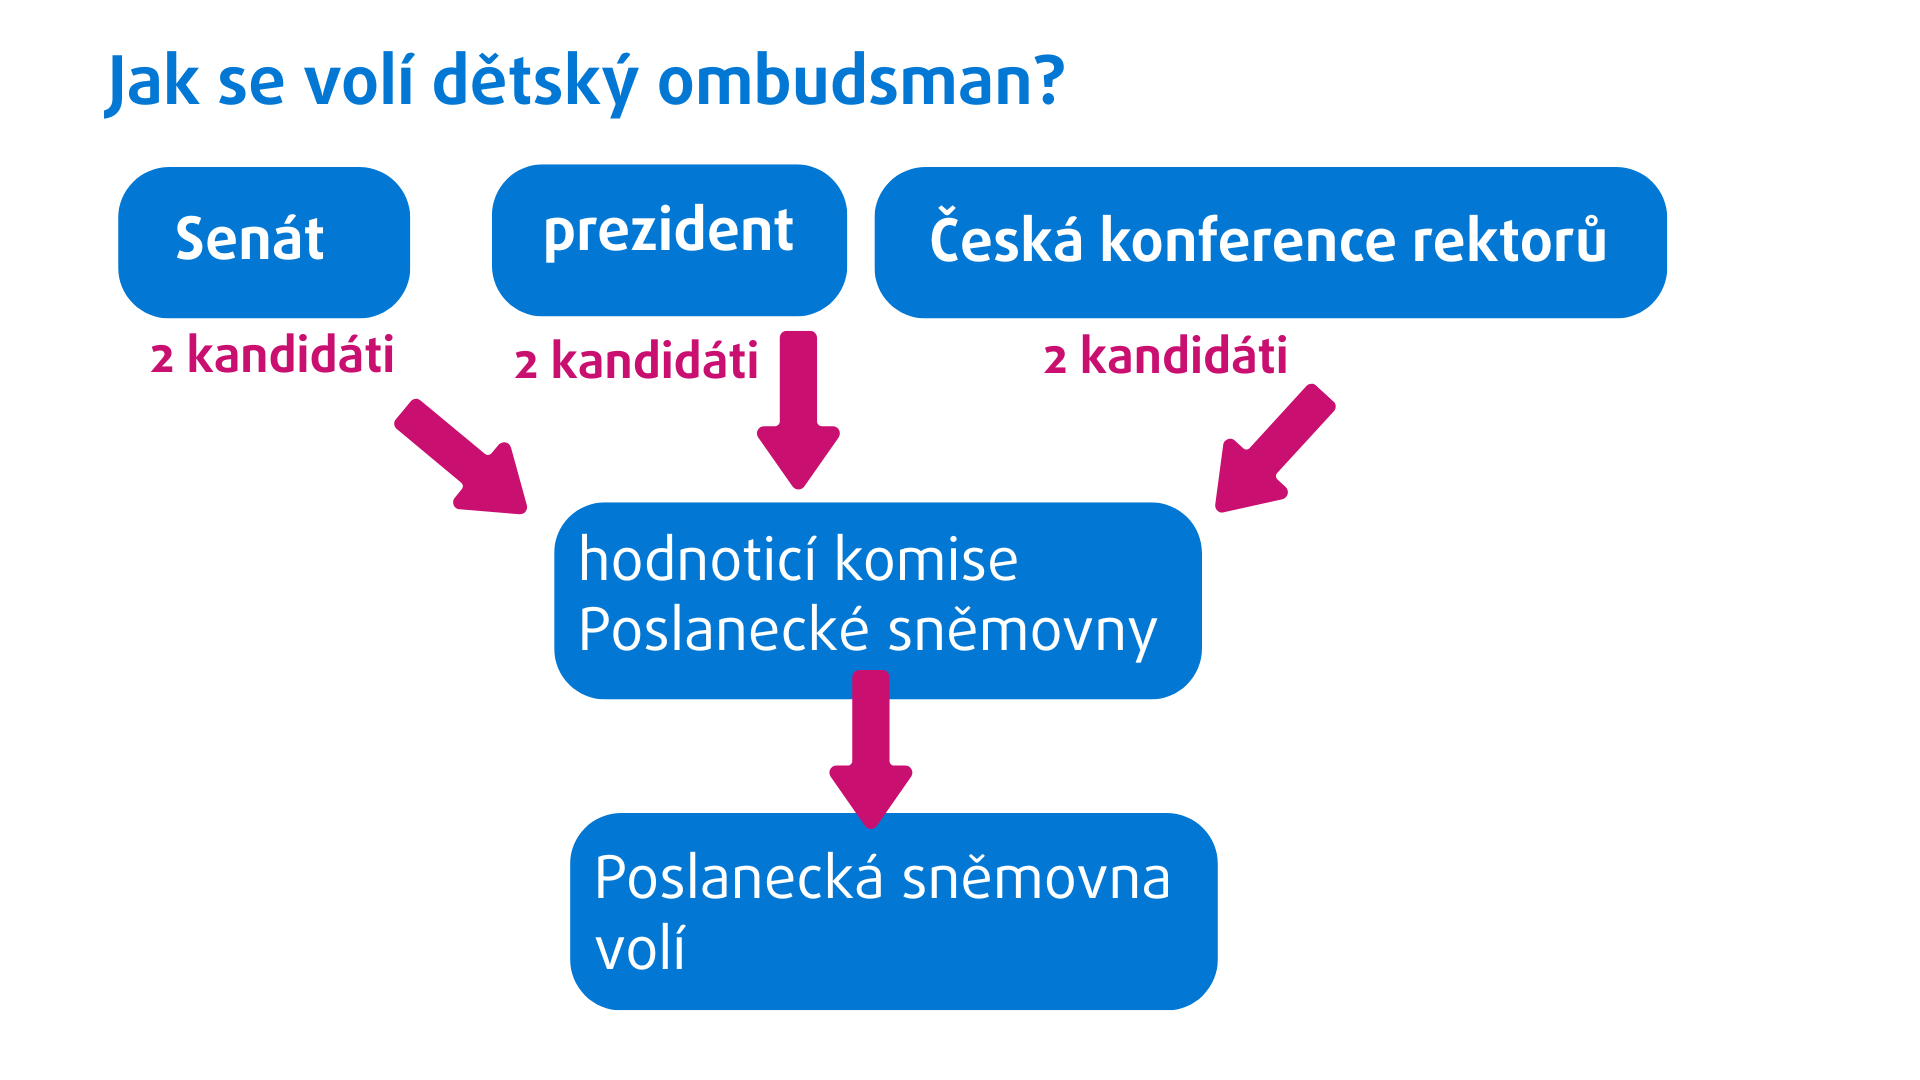 Jak se volí dětský ombudsman?
Senát
prezident
Česká konference rektorů
2 kandidáti
2 kandidáti
2 kandidáti
hodnoticí komise
Poslanecké sněmovny
Poslanecká sněmovna
volí